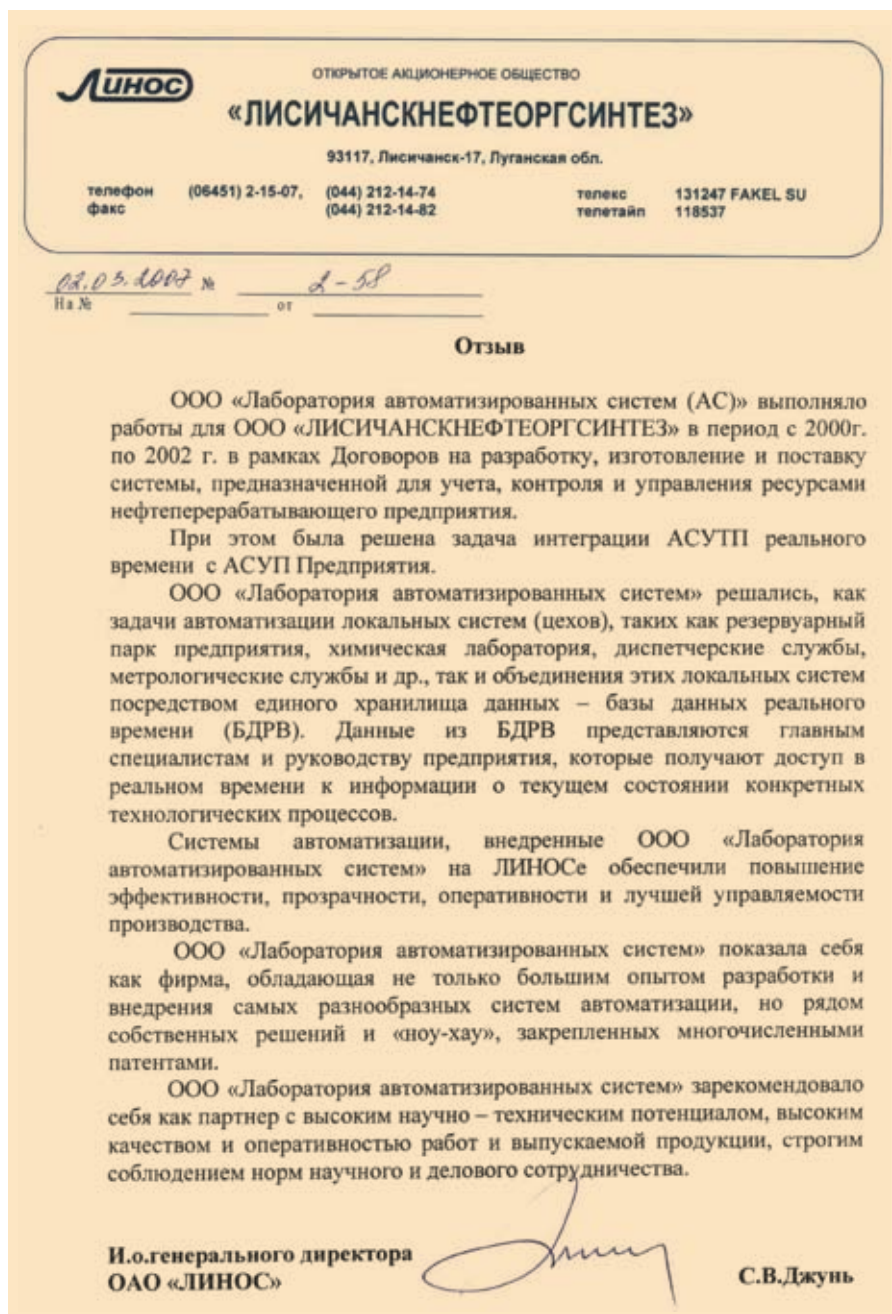 Линос
ОТКРЫТОЕ АКЦИОНЕРНОЕ ОБЩЕСТВО
«ЛИСИЧАНСКНЕФТЕОРГСИНТЕЗ»
93117, Лисичанск-17, Луганская обл.
телефон (06451) 2-15-07, (044) 212-14-74 телекс 131247 FAKEL SU
факс (044) 212-14-82 телетайп 118537
02.03.2007 № 2-58
На № от
Отзыв
ООО «Лаборатория автоматизированных систем (АС)» выполняло
работы для ООО «ЛИСИЧАНСКНЕФТЕОРГСИНТЕЗ» в период с 2000г.
по 2002 г. в рамках Договоров на разработку, изготовление и поставку
системы, предназначенной для учета, контроля и управления ресурсами
нефтеперерабатывающего предприятия.
При этом была решена задача интеграции АСУТП реального
времени с АСУП Предприятия.
ООО «Лаборатория автоматизированных систем» решались, как
задачи автоматизации локальных систем (цехов), таких как резервуарный
парк предприятия, химическая лаборатория, диспетчерские службы,
метрологические службы и др., так и объединения этих локальных систем
посредством единого хранилища данных – базы данных реального
времени (БДРВ). Данные из БДРВ представляются главным
специалистам и руководству предприятия, которые получают доступ в
реальном времени к информации о текущем состоянии конкретных
технологических процессов.
Системы автоматизации, внедренные ООО «Лаборатория
автоматизированных систем» на ЛИНОСе обеспечили повышение
эффективности, прозрачности, оперативности и лучшей управляемости
производства.
ООО «Лаборатория автоматизированных систем» показала себя
как фирма, обладающая не только большим опытом разработки и
внедрения самых разнообразных систем автоматизации, но рядом
собственных решений и «ноу-хау», закрепленных многочисленными
патентами.
ООО «Лаборатория автоматизированных систем» зарекомендовало
себя как партнер с высоким научно – техническим потенциалом, высоким
качеством и оперативностью работ и выпускаемой продукции, строгим
соблюдением норм научного и делового сотрудничества.
И.о.генерального директора
ОАО «ЛИНОС» С.В.Джунь